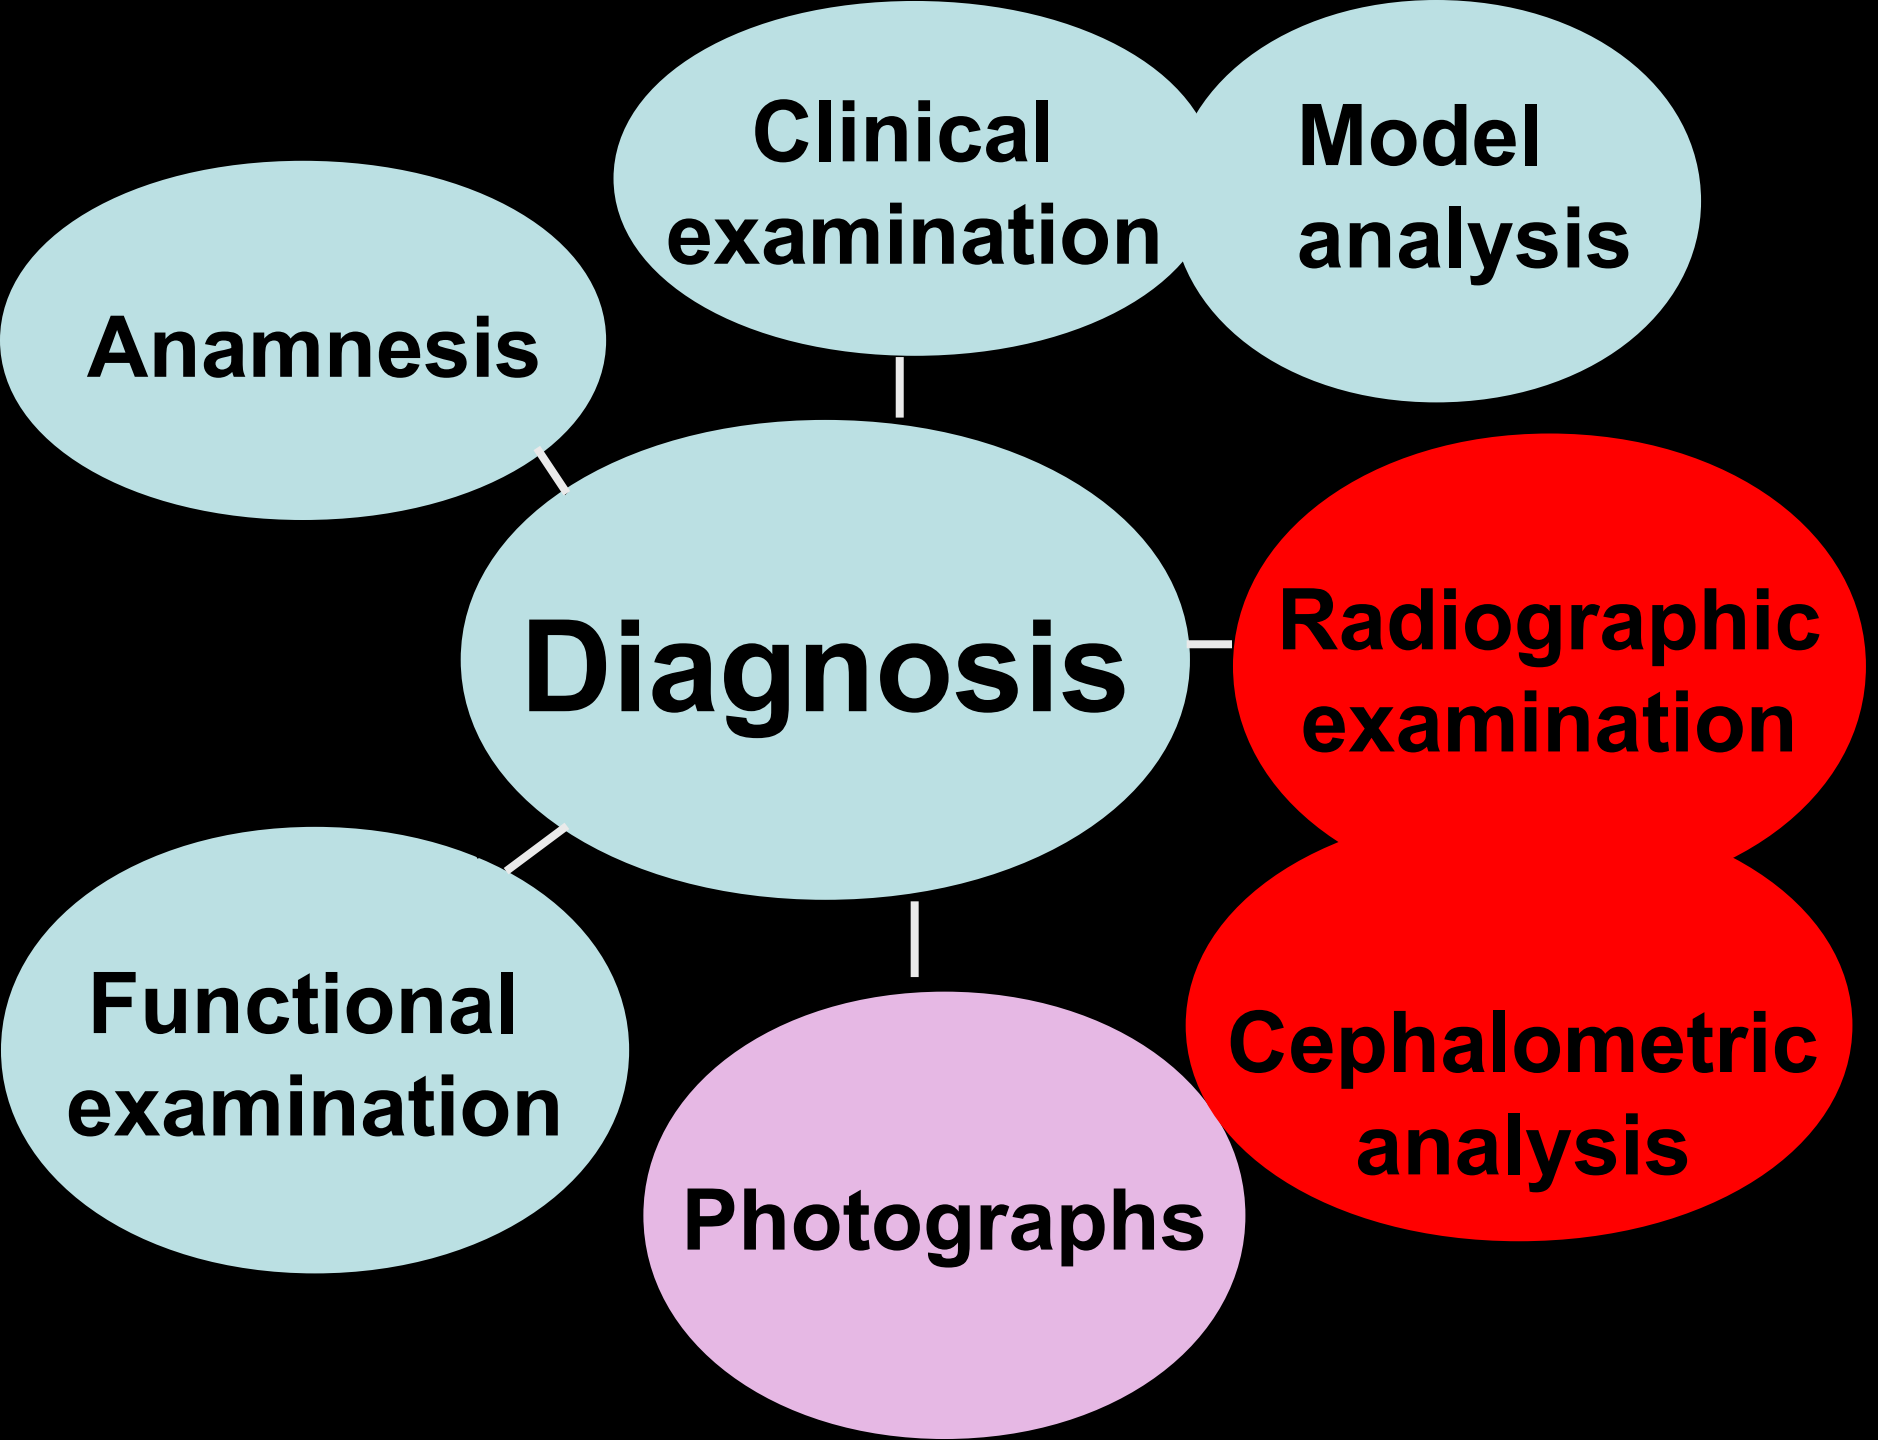 Clinical
examination
Model
analysis
Anamnesis
Diagnosis
Radiographic
examination
Functional
examination
Cephalometric
analysis
Photographs